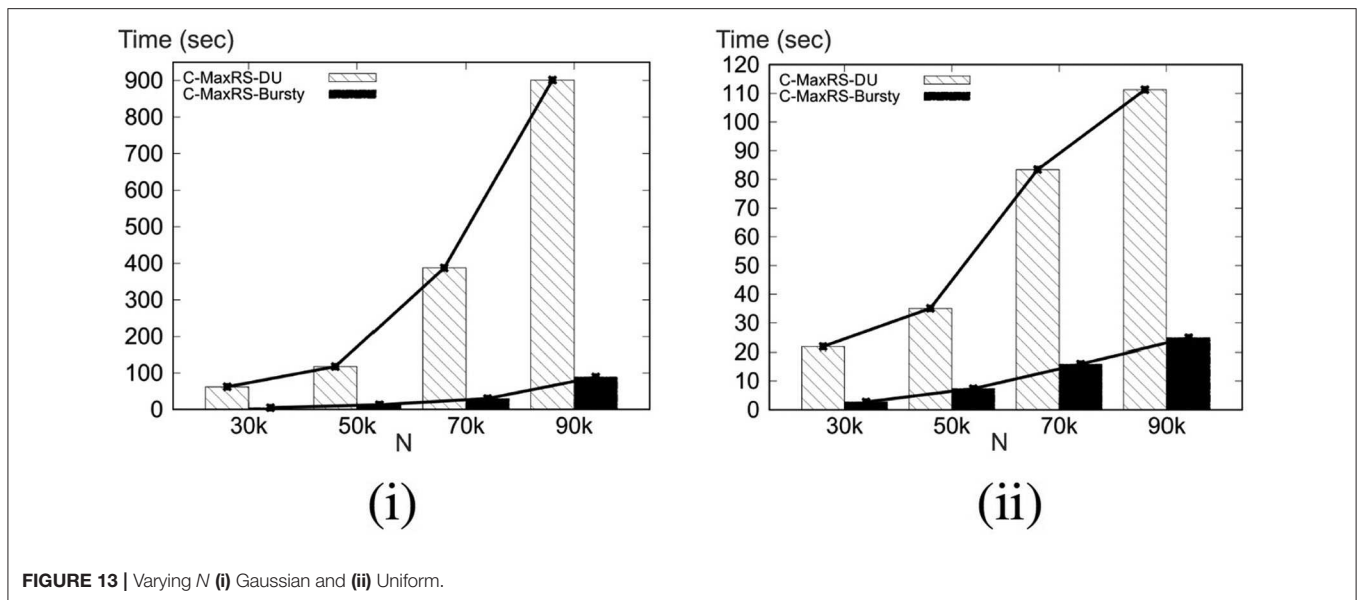 Time (sec)
C-MaxRS-DU
C-MaxRS-Bursty
900
800
700
600
500
400
300
200
100
0
30k 50k 70k 90k
N
(i)
Time (sec)
C-MaxRS-DU
C-MaxRS-Bursty
120
110
100
90
80
70
60
50
40
30
20
10
0
30k 50k 70k 90k
N
(ii)
FIGURE 13 | Varying N (i) Gaussian and (ii) Uniform.